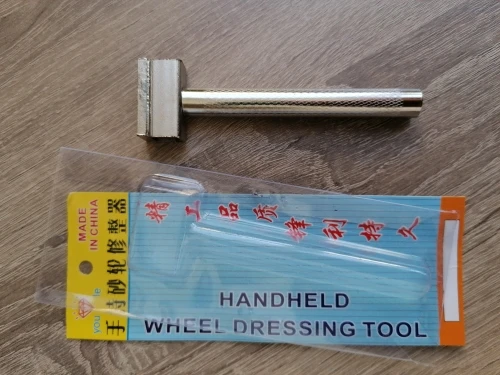 MADE
IN CHINA
手持砂轮修整器
精工品质
锋利持久
HANDHELD
WHEEL DRESSING TOOL